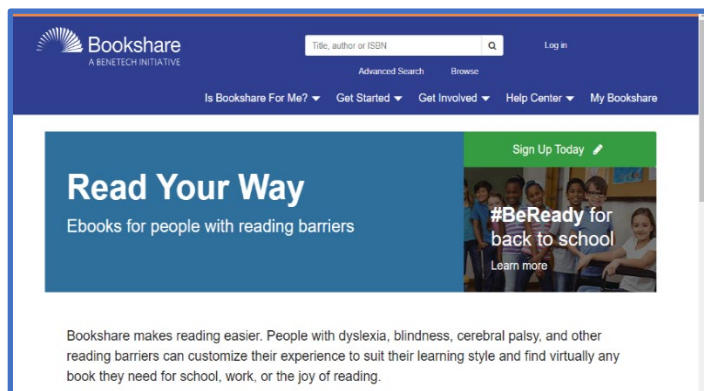 Bookshare
A BENETECH INITIATIVE
Title, author or ISBN
Log in
Advanced Search Browse
Is Bookshare For Me? Get Started Get Involved Help Center My Bookshare
Sign Up Today
Read Your Way
Ebooks for people with reading barriers
#BeReady for
back to school
Learn more
Bookshare makes reading easier. People with dyslexia, blindness, cerebral palsy, and other
reading barriers can customize their experience to suit their learning style and find virtually any
book they need for school, work, or the joy of reading.